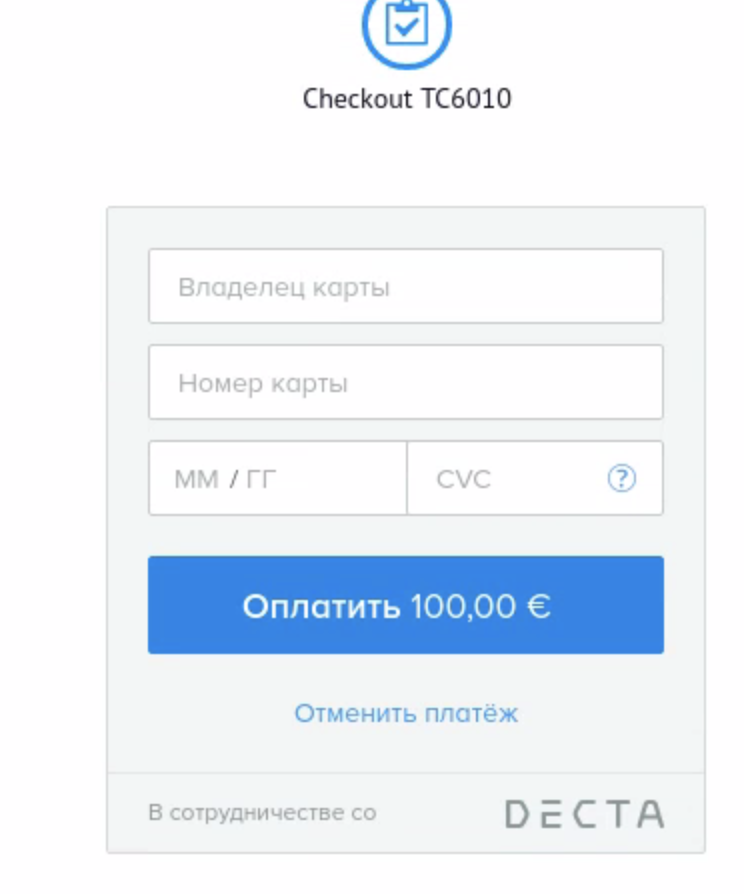 Checkout TC6010
Владелец карты
Номер карты
ММ / ГГ CVC ?
Оплатить 100,00 €
Отменить платёж
В сотрудничестве со DECTA